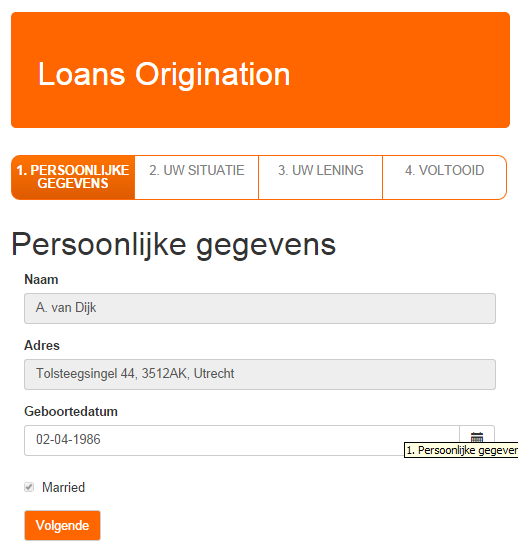 Loans Origination
1. PERSOONLIJKE
GEGEVENS
2. UW SITUATIE
3. UW LENING
4. VOLTOOID
Persoonlijke gegevens
Naam
A. van Dijk
Adres
Tolsteegsingel 44, 3512AK, Utrecht
Geboortedatum
02-04-1986
1. Persoonlijke gegever
Married
Volgende